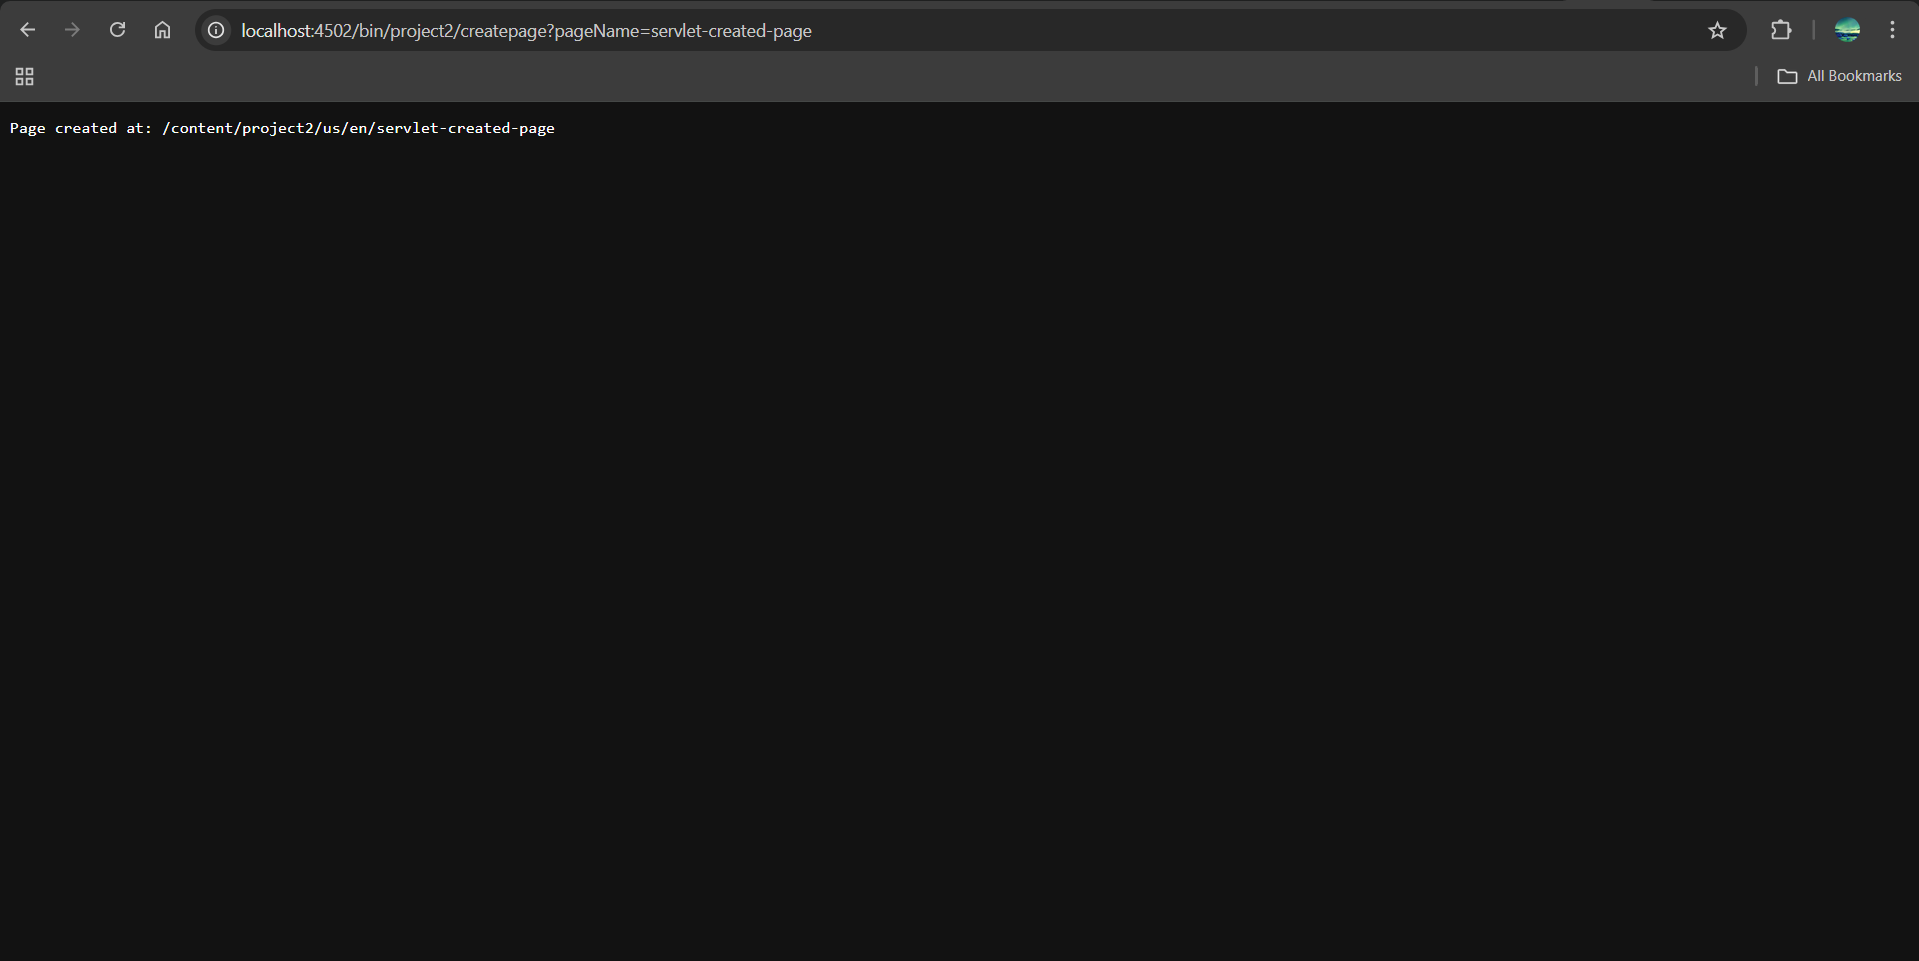 localhost:4502/bin/project2/createpage?pageName=servlet-created-page
All Bookmarks
Page created at: /content/project2/us/en/servlet-created-page